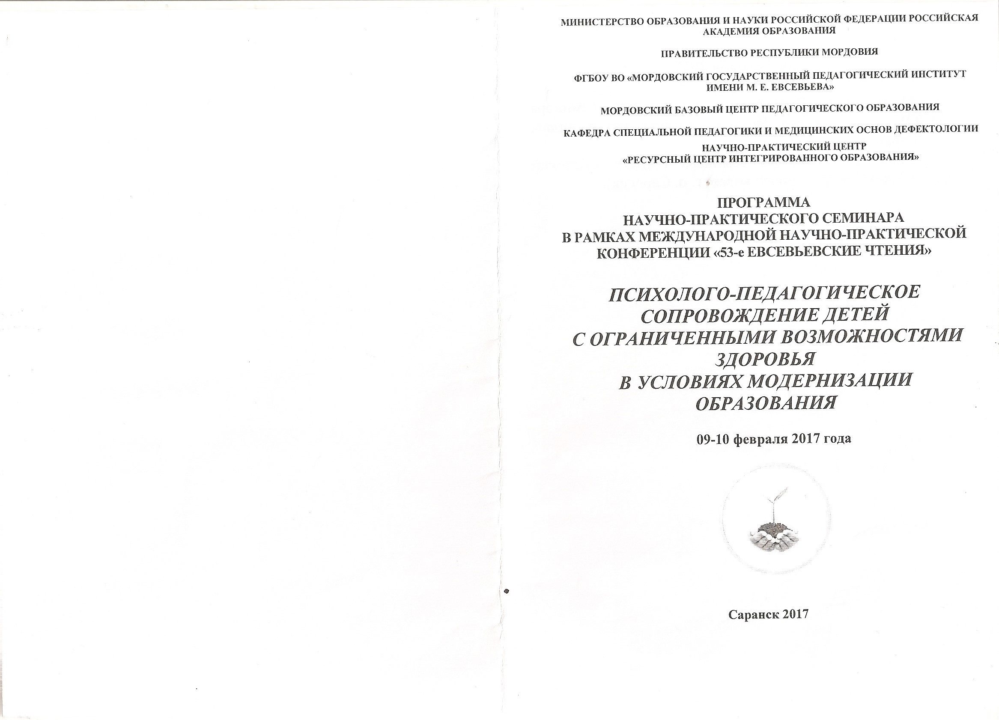 МИНИСТЕРСТВО ОБРАЗОВАНИЯ И НАУКИ РОССИЙСКОЙ ФЕДЕРАЦИИ РОССИЙСКАЯ
АКАДЕМИЯ ОБРАЗОВАНИЯ
ПРАВИТЕЛЬСТВО РЕСПУБЛИКИ МОРДОВИЯ
ФГБОУ ВО «МОРДОВСКИЙ ГОСУДАРСТВЕННЫЙ ПЕДАГОГИЧЕСКИЙ ИНСТИТУТ
ИМЕНИ М. Е. ЕВСЕВЬЕВА»
МОРДОВСКИЙ БАЗОВЫЙ ЦЕНТР ПЕДАГОГИЧЕСКОГО ОБРАЗОВАНИЯ
КАФЕДРА СПЕЦИАЛЬНОЙ ПЕДАГОГИКИ И МЕДИЦИНСКИХ ОСНОВ ДЕФЕКТОЛОГИИ
НАУЧНО-ПРАКТИЧЕСКИЙ ЦЕНТР
«РЕСУРСНЫЙ ЦЕНТР ИНТЕГРИРОВАННОГО ОБРАЗОВАНИЯ»
ПРОГРАММА
НАУЧНО-ПРАКТИЧЕСКОГО СЕМИНАРА
В РАМКАХ МЕЖДУНАРОДНОЙ НАУЧНО-ПРАКТИЧЕСКОЙ
КОНФЕРЕНЦИИ «53-е ЕВСЕВЬЕВСКИЕ ЧТЕНИЯ»
ПСИХОЛОГО-ПЕДАГОГИЧЕСКОЕ
СОПРОВОЖДЕНИЕ ДЕТЕЙ
С ОГРАНИЧЕННЫМИ ВОЗМОЖНОСТЯМИ
ЗДОРОВЬЯ
В УСЛОВИЯХ МОДЕРНИЗАЦИИ
ОБРАЗОВАНИЯ
09-10 февраля 2017 года
Саранск 2017